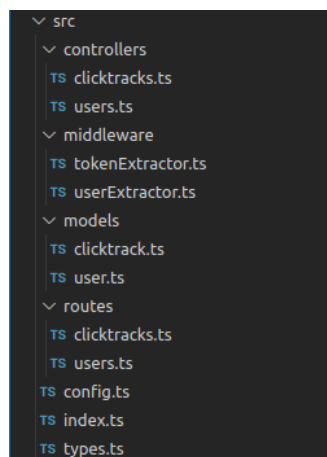 src
controllers
TS clicktracks.ts
TS users.ts
middleware
TS tokenExtractor.ts
TS userExtractor.ts
models
TS clicktrack.ts
TS user.ts
routes
TS clicktracks.ts
TS users.ts
TS config.ts
TS index.ts
TS types.ts